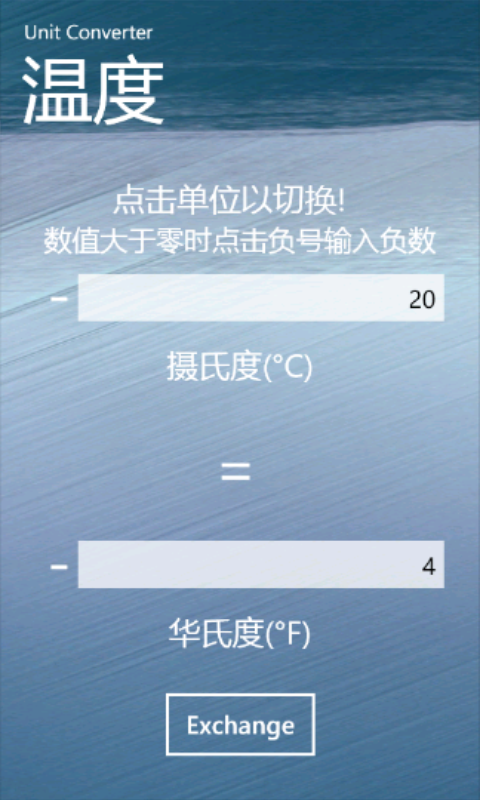 Unit Converter
温度
点击单位以切换!
数值大于零时点击负号输入负数
- 20
摄氏度(°C)
=
- 4
华氏度(°F)
Exchange